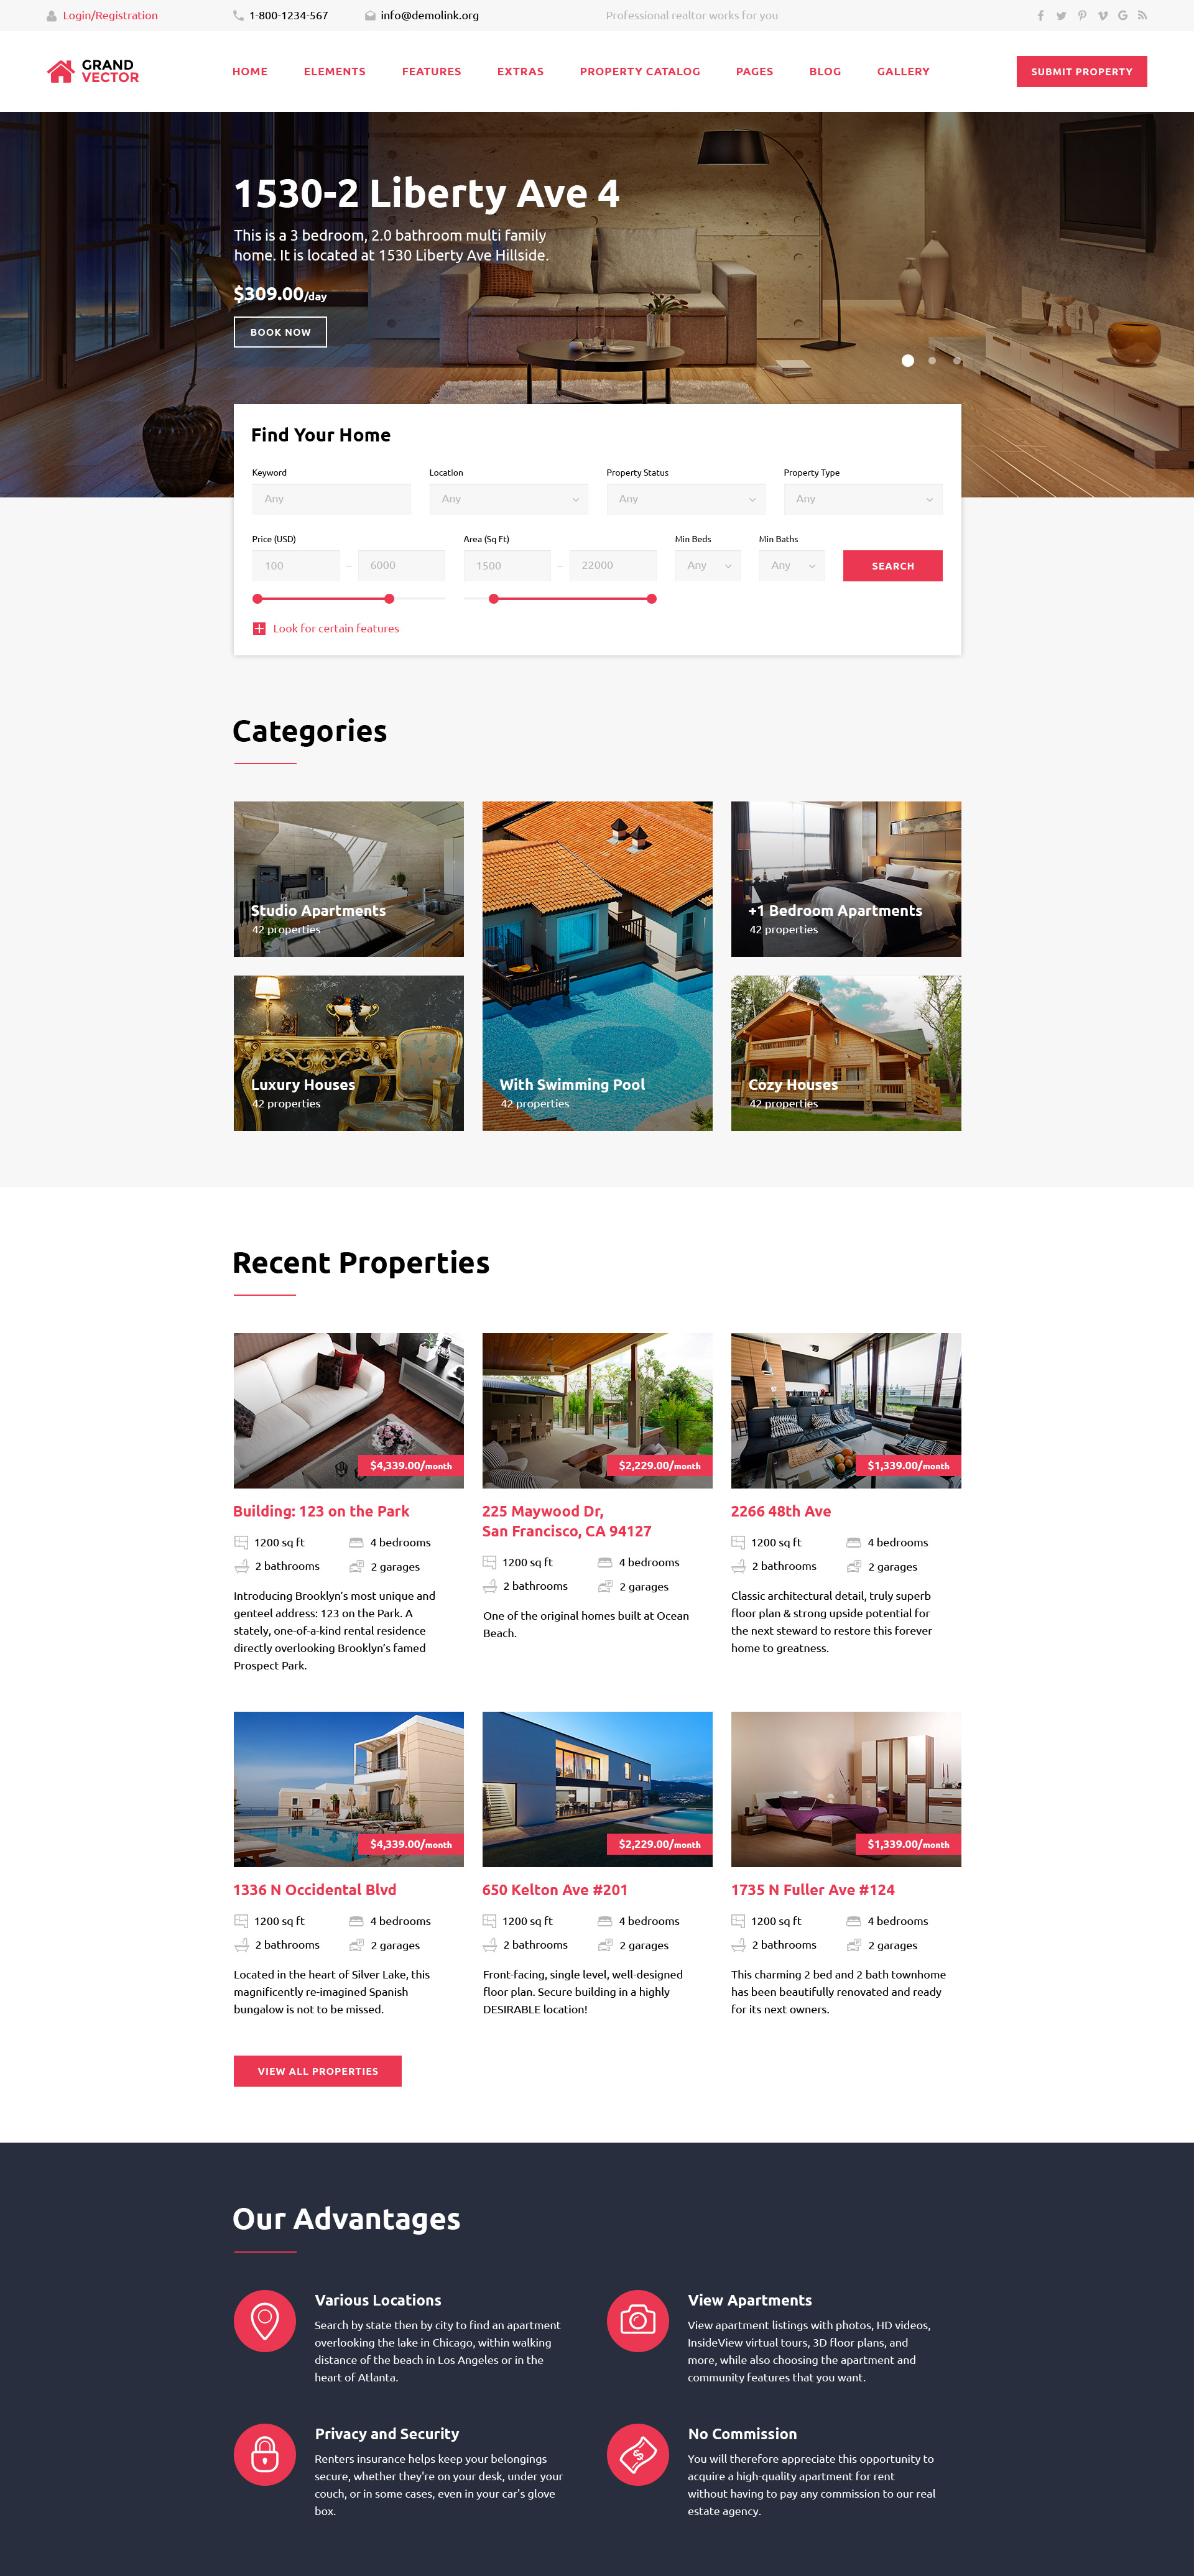 Login/Registration
1-800-1234-567
info@demolink.org
Professional realtor works for you
GRAND
VECTOR
HOME ELEMENTS FEATURES EXTRAS PROPERTY CATALOG PAGES BLOG GALLERY
SUBMIT PROPERTY
1530-2 Liberty Ave 4
This is a 3 bedroom, 2.0 bathroom multi family
home. It is located at 1530 Liberty Ave Hillside.
$309.00/day
BOOK NOW
Find Your Home
Keyword Location Property Status Property Type
Any Any Any Any
Price (USD) Area (Sq Ft) Min Beds Min Baths
100 – 6000 1500 – 22000 Any Any SEARCH
Look for certain features
Categories
Studio Apartments
42 properties
+1 Bedroom Apartments
42 properties
Luxury Houses
42 properties
With Swimming Pool
42 properties
Cozy Houses
42 properties
Recent Properties
$4,339.00/month
Building: 123 on the Park
1200 sq ft 4 bedrooms
2 bathrooms 2 garages
Introducing Brooklyn’s most unique and
genteel address: 123 on the Park. A
stately, one-of-a-kind rental residence
directly overlooking Brooklyn’s famed
Prospect Park.
$2,229.00/month
225 Maywood Dr,
San Francisco, CA 94127
1200 sq ft 4 bedrooms
2 bathrooms 2 garages
One of the original homes built at Ocean
Beach.
$1,339.00/month
2266 48th Ave
1200 sq ft 4 bedrooms
2 bathrooms 2 garages
Classic architectural detail, truly superb
floor plan & strong upside potential for
the next steward to restore this forever
home to greatness.
$4,339.00/month
1336 N Occidental Blvd
1200 sq ft 4 bedrooms
2 bathrooms 2 garages
Located in the heart of Silver Lake, this
magnificently re-imagined Spanish
bungalow is not to be missed.
$2,229.00/month
650 Kelton Ave #201
1200 sq ft 4 bedrooms
2 bathrooms 2 garages
Front-facing, single level, well-designed
floor plan. Secure building in a highly
DESIRABLE location!
$1,339.00/month
1735 N Fuller Ave #124
1200 sq ft 4 bedrooms
2 bathrooms 2 garages
This charming 2 bed and 2 bath townhome
has been beautifully renovated and ready
for its next owners.
VIEW ALL PROPERTIES
Our Advantages
Various Locations
Search by state then by city to find an apartment
overlooking the lake in Chicago, within walking
distance of the beach in Los Angeles or in the
heart of Atlanta.
View Apartments
View apartment listings with photos, HD videos,
InsideView virtual tours, 3D floor plans, and
more, while also choosing the apartment and
community features that you want.
Privacy and Security
Renters insurance helps keep your belongings
secure, whether they're on your desk, under your
couch, or in some cases, even in your car's glove
box.
No Commission
You will therefore appreciate this opportunity to
acquire a high-quality apartment for rent
without having to pay any commission to our real
estate agency.